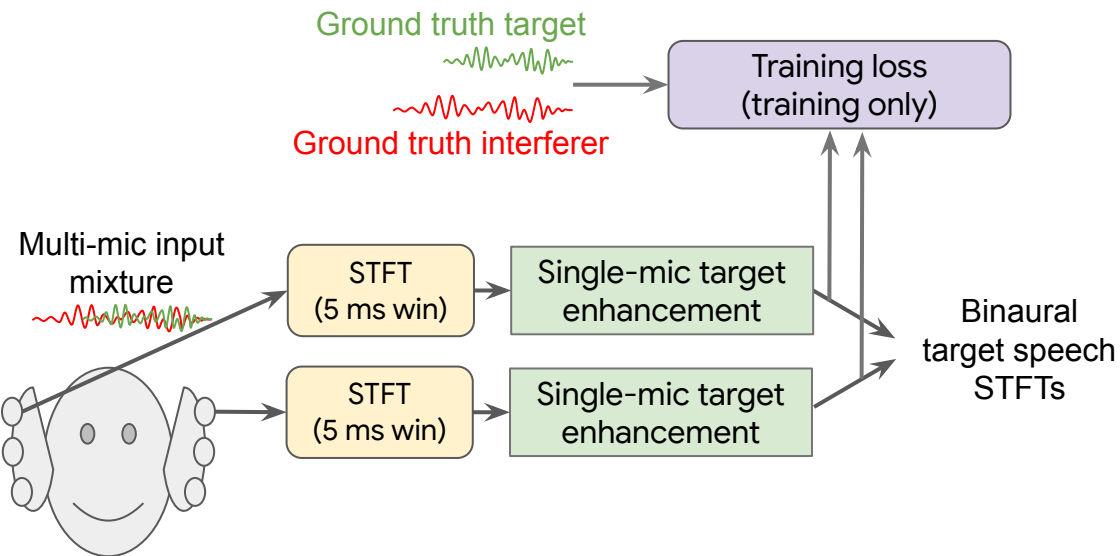 Ground truth target
Ground truth interferer
Training loss
(training only)
Multi-mic input
mixture
STFT
(5 ms win)
Single-mic target
enhancement
STFT
(5 ms win)
Single-mic target
enhancement
Binaural
target speech
STFTs